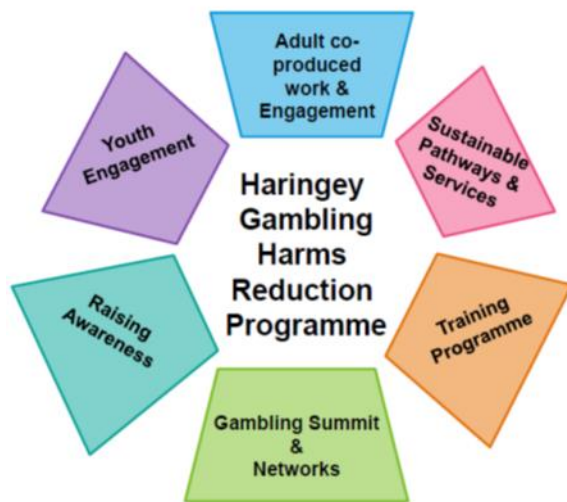 Adult co-
produced
work &
Engagement
Sustainable
Pathways &
Services
Training
Programme
Gambling Summit
&
Networks
Raising
Awareness
Youth
Engagement
Haringey
Gambling
Harms
Reduction
Programme